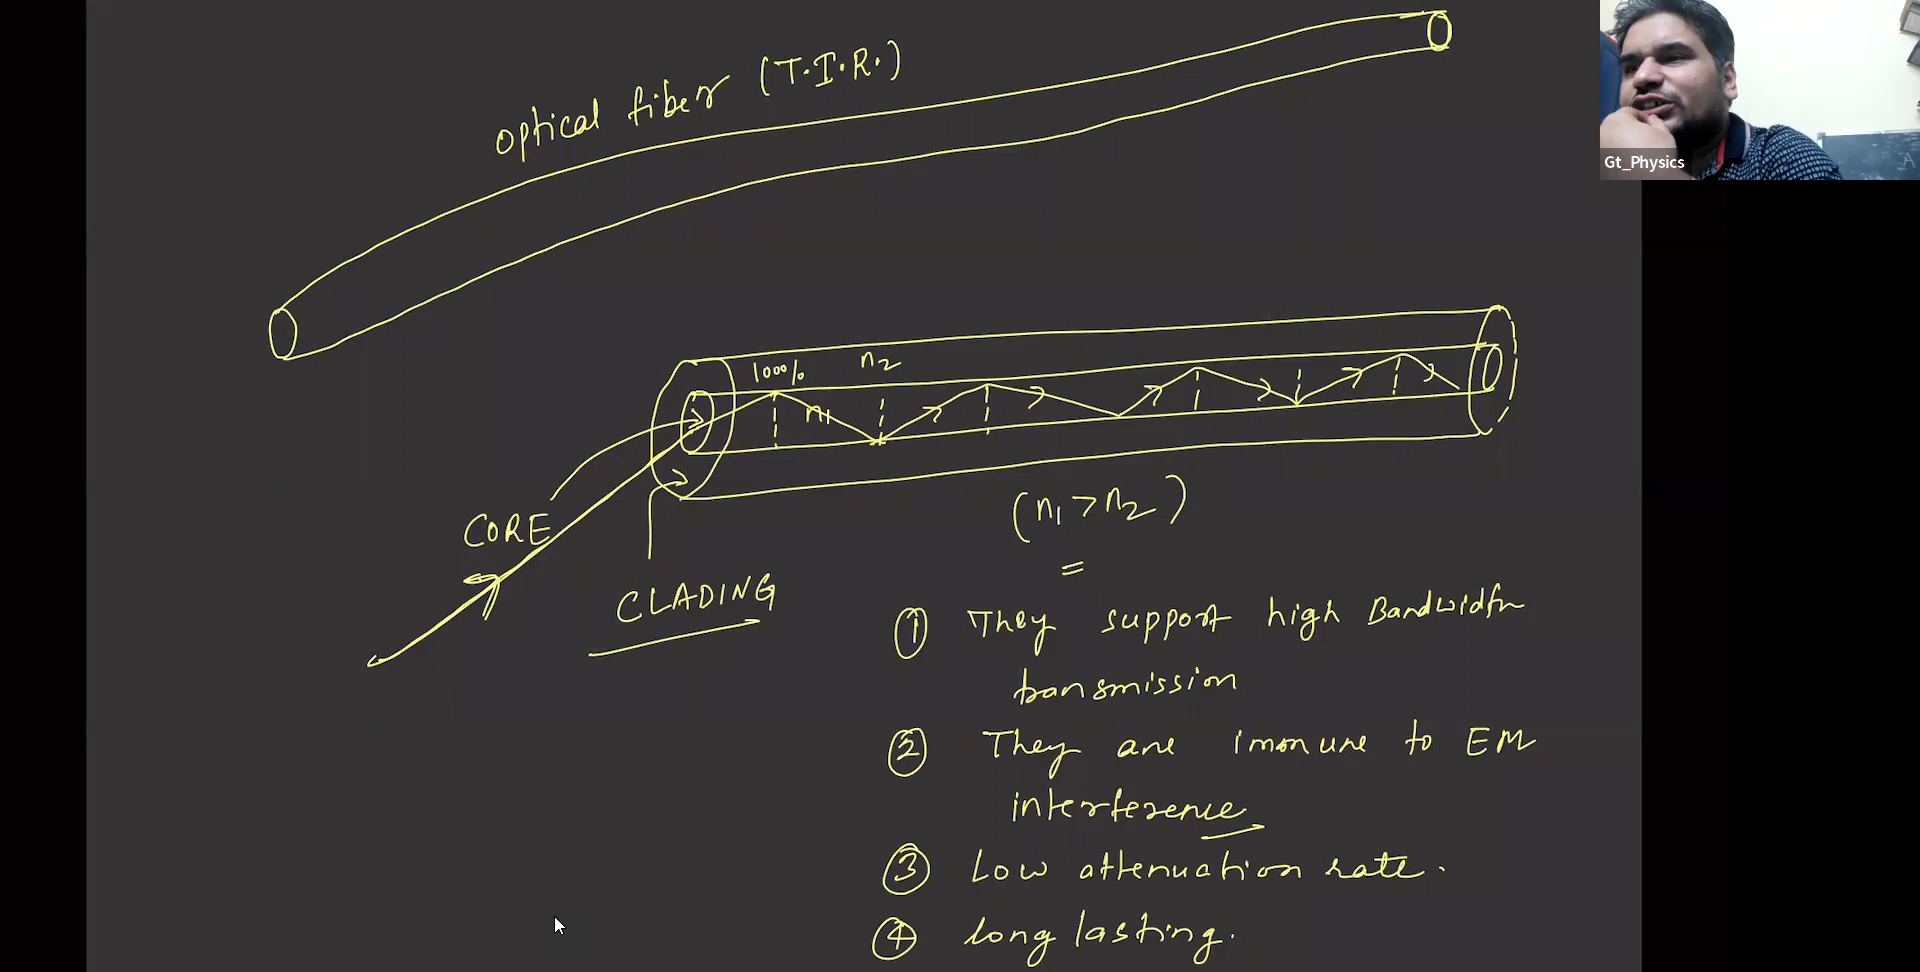 optical fiber (T.I.R.)
Gt_Physics
100%
n2
n1
CORE
(n1 > n2)
=
CLADING
① They support high Bandwidth
transmission
② They are immune to EM
interference
③ Low attenuation rate.
④ long lasting.